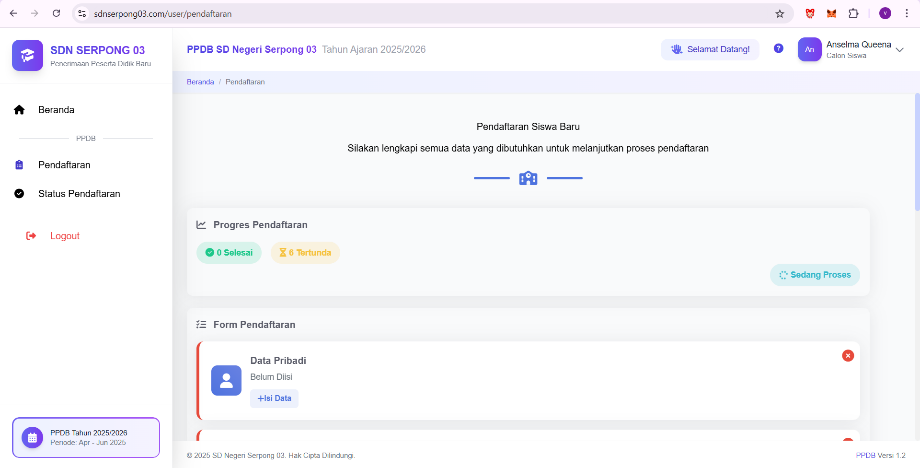 sdnserpong03.com/user/pendaftaran
V
SDN SERPONG 03
Penerimaan Peserta Didik Baru
PPDB SD Negeri Serpong 03 Tahun Ajaran 2025/2026
Selamat Datang!
?
An
Anselma Queena
Calon Siswa
Beranda / Pendaftaran
Beranda
PPDB
Pendaftaran
Status Pendaftaran
Logout
Pendaftaran Siswa Baru
Silakan lengkapi semua data yang dibutuhkan untuk melanjutkan proses pendaftaran
Progres Pendaftaran
0 Selesai
6 Tertunda
Sedang Proses
Form Pendaftaran
Data Pribadi
Belum Diisi
+Isi Data
PPDB Tahun 2025/2026
Periode: Apr - Jun 2025
© 2025 SD Negeri Serpong 03. Hak Cipta Dilindungi.
PPDB Versi 1.2